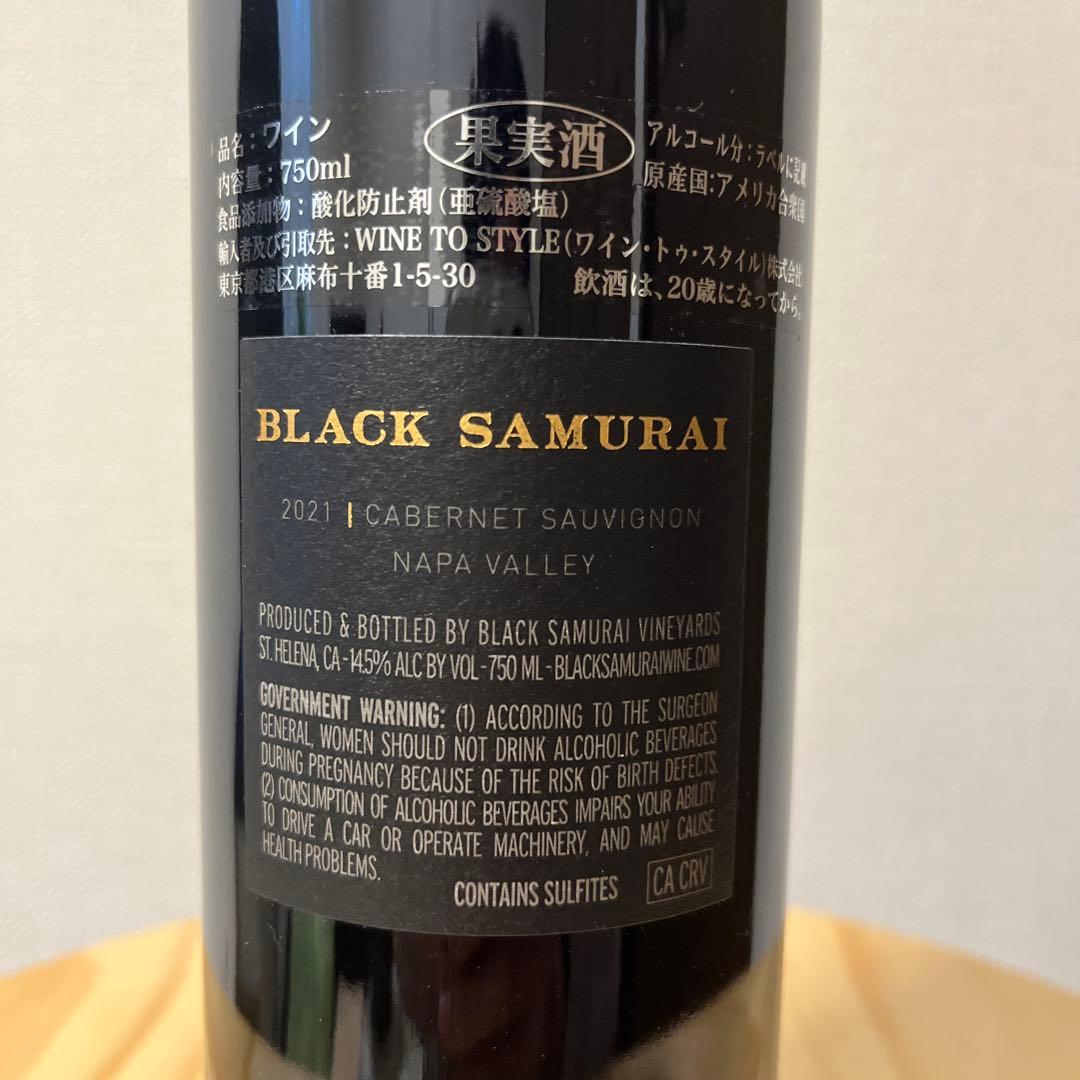 品名：ワイン
果実酒
アルコール分：ラベルに記載
内容量：750ml
原産国：アメリカ合衆国
食品添加物：酸化防止剤（亜硫酸塩）
輸入者及び引取先：WINE TO STYLE（ワイン・トゥ・スタイル）株式会社
東京都港区麻布十番1-5-30
飲酒は、20歳になってから。
BLACK SAMURAI
2021 | CABERNET SAUVIGNON
NAPA VALLEY
PRODUCED & BOTTLED BY BLACK SAMURAI VINEYARDS
ST. HELENA, CA - 14.5% ALC BY VOL - 750 ML - BLACKSAMURAIWINE.COM
GOVERNMENT WARNING: (1) ACCORDING TO THE SURGEON
GENERAL, WOMEN SHOULD NOT DRINK ALCOHOLIC BEVERAGES
DURING PREGNANCY BECAUSE OF THE RISK OF BIRTH DEFECTS.
(2) CONSUMPTION OF ALCOHOLIC BEVERAGES IMPAIRS YOUR ABILITY
TO DRIVE A CAR OR OPERATE MACHINERY, AND MAY CAUSE
HEALTH PROBLEMS.
CONTAINS SULFITES
CA CRV